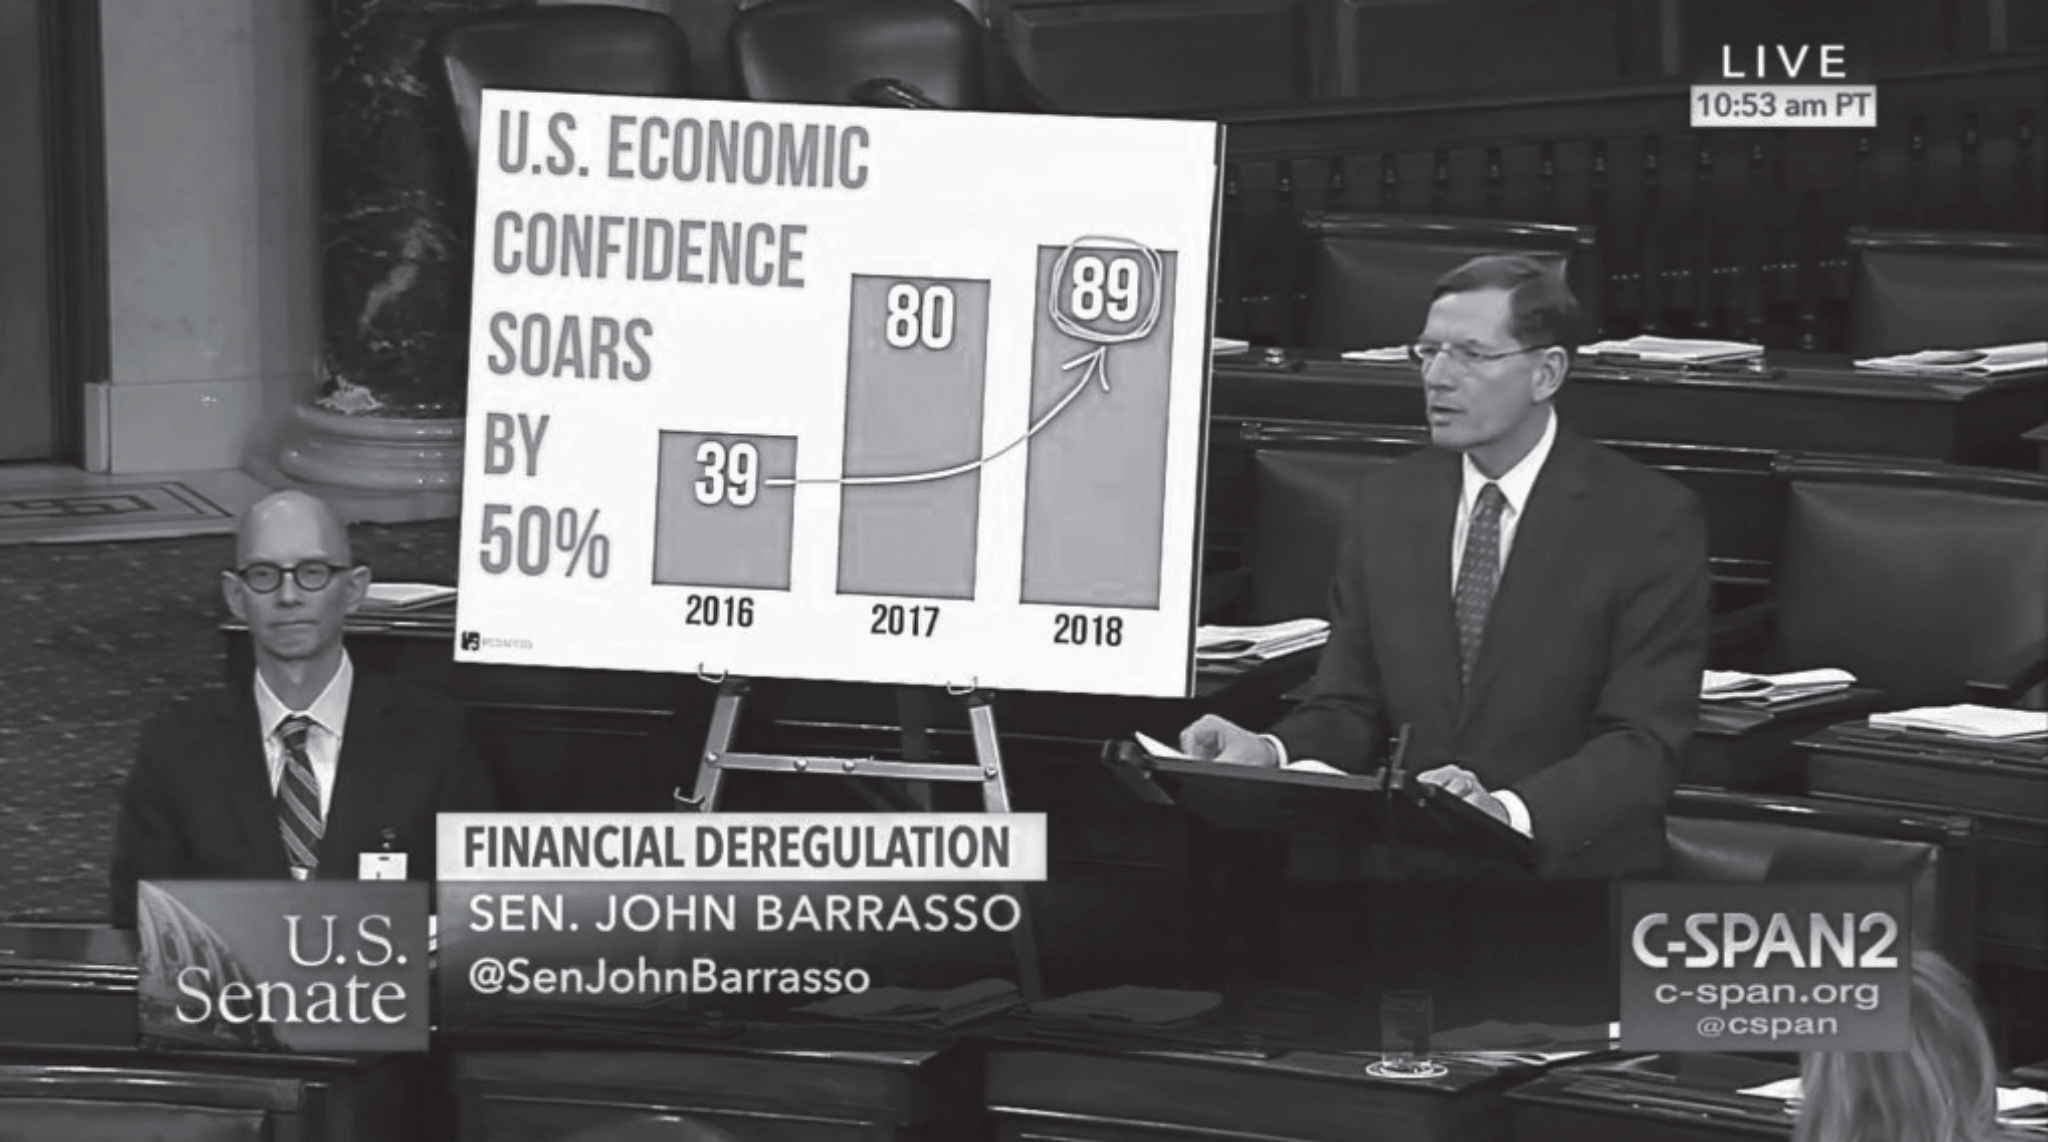 LIVE
10:53 am PT
U.S. ECONOMIC
CONFIDENCE
SOARS
BY
50%
39
80
89
2016
2017
2018
FINANCIAL DEREGULATION
SEN. JOHN BARRASSO
@SenJohnBarrasso
U.S.
Senate
C-SPAN2
c-span.org
@cspan